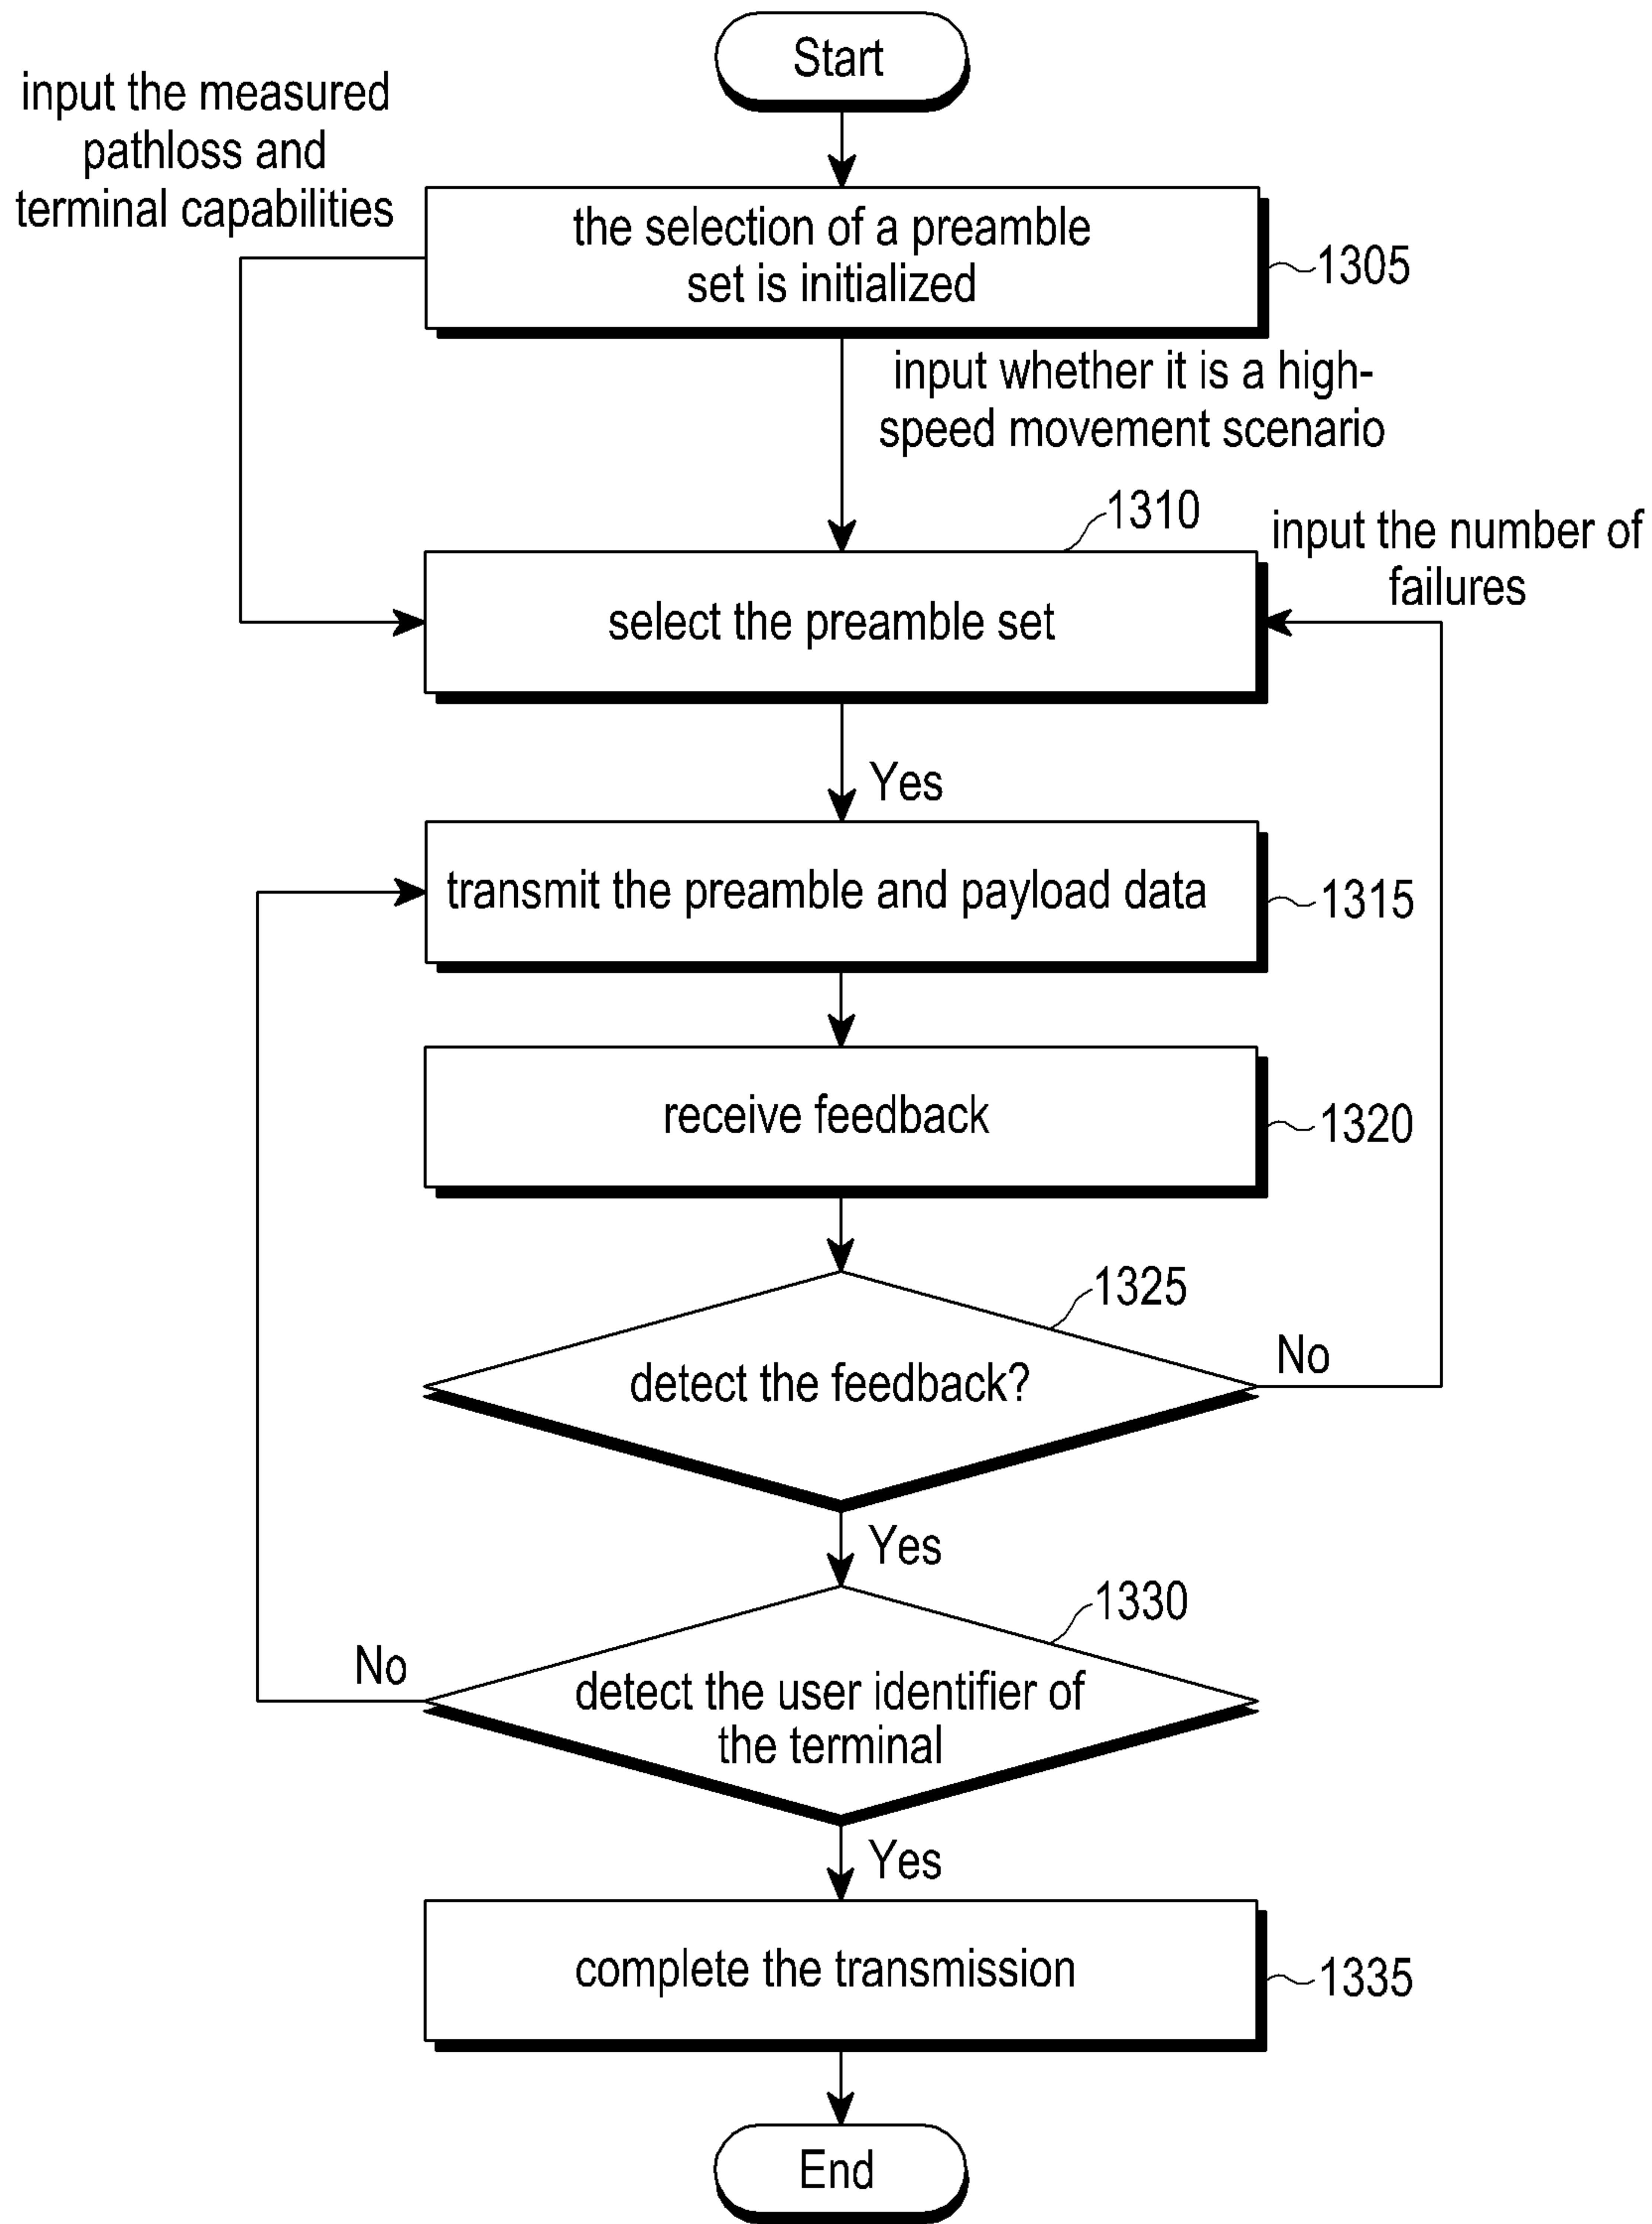 Start
input the measured
pathloss and
terminal capabilities
the selection of a preamble
set is initialized
1305
input whether it is a high-
speed movement scenario
1310
input the number of
failures
select the preamble set
Yes
transmit the preamble and payload data
1315
receive feedback
1320
1325
detect the feedback?
No
Yes
1330
No
detect the user identifier of
the terminal
Yes
complete the transmission
1335
End